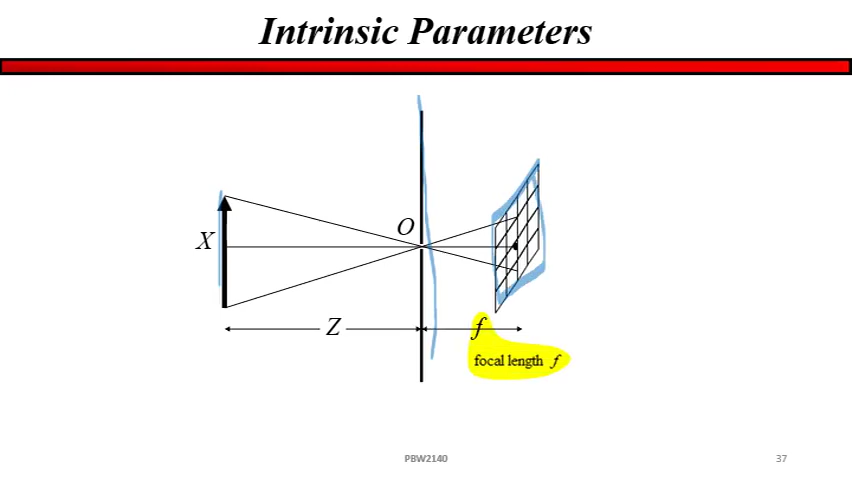 Intrinsic Parameters
O
X
Z
f
focal length f
PBW2140
37